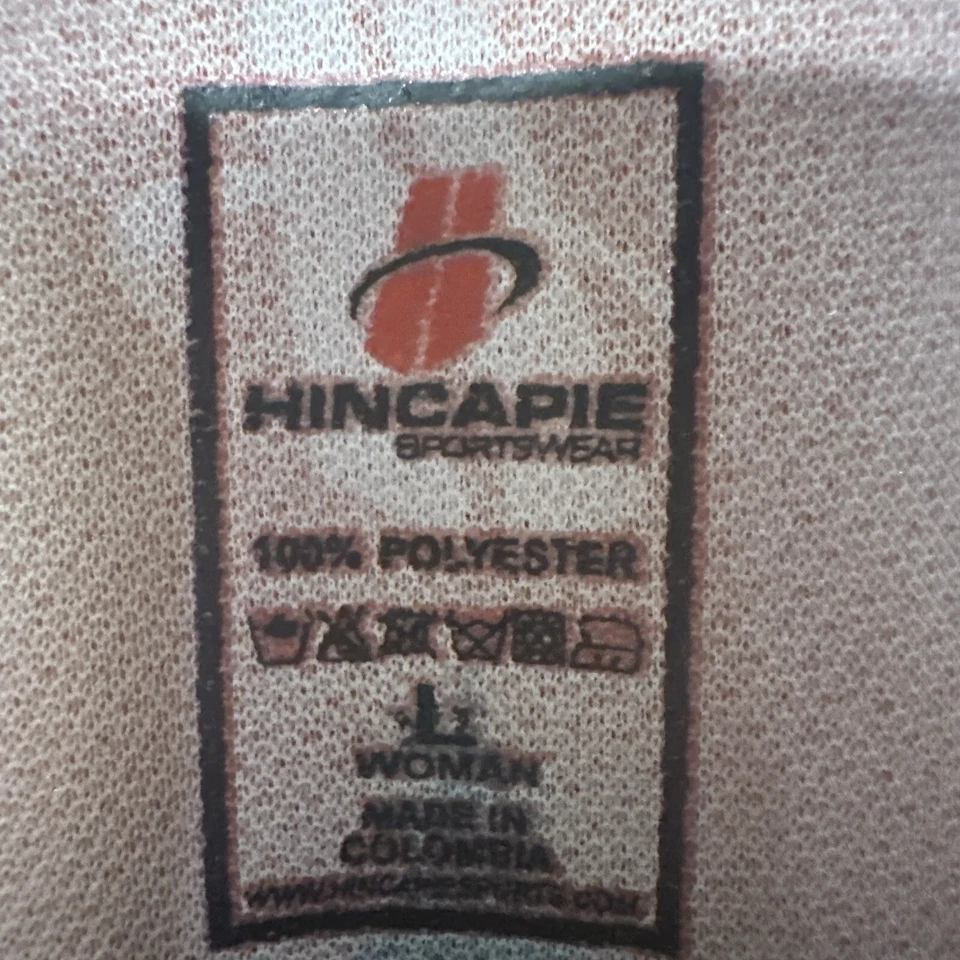 HINCAPIE
SPORTSWEAR
100% POLYESTER
L
WOMAN
MADE IN
COLOMBIA
WWW.HINCAPIESPORTS.COM